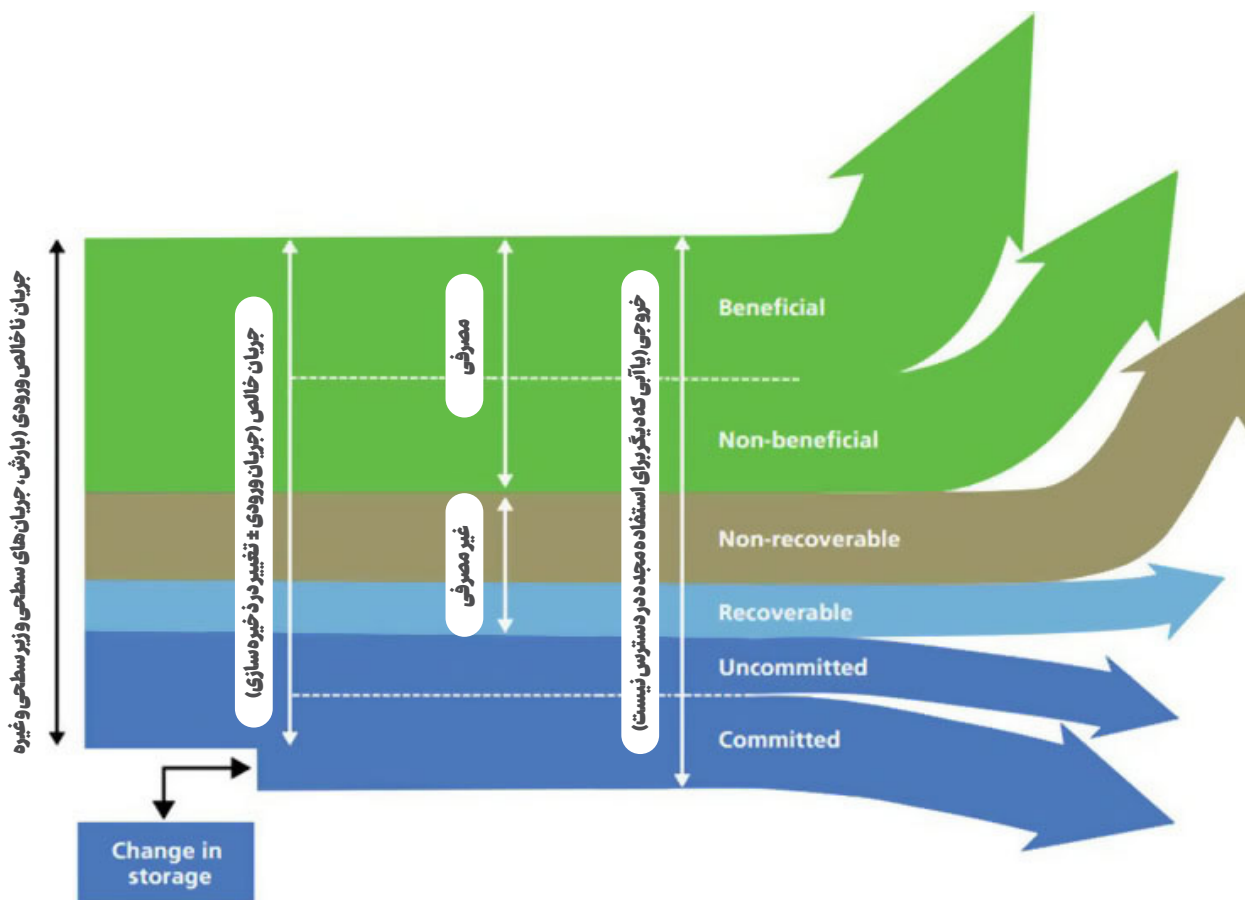 جریان ناخالص ورودی (بارش، جریان‌های سطحی و زیرسطحی و غیره
جریان خالص (جریان ورودی ± تغییر در ذخیره سازی)
مصرفی
غیر مصرفی
خروجی (یا آبی که دیگر برای استفاده مجدد در دسترس نیست)
Beneficial
Non-beneficial
Non-recoverable
Recoverable
Uncommitted
Committed
Change in
storage